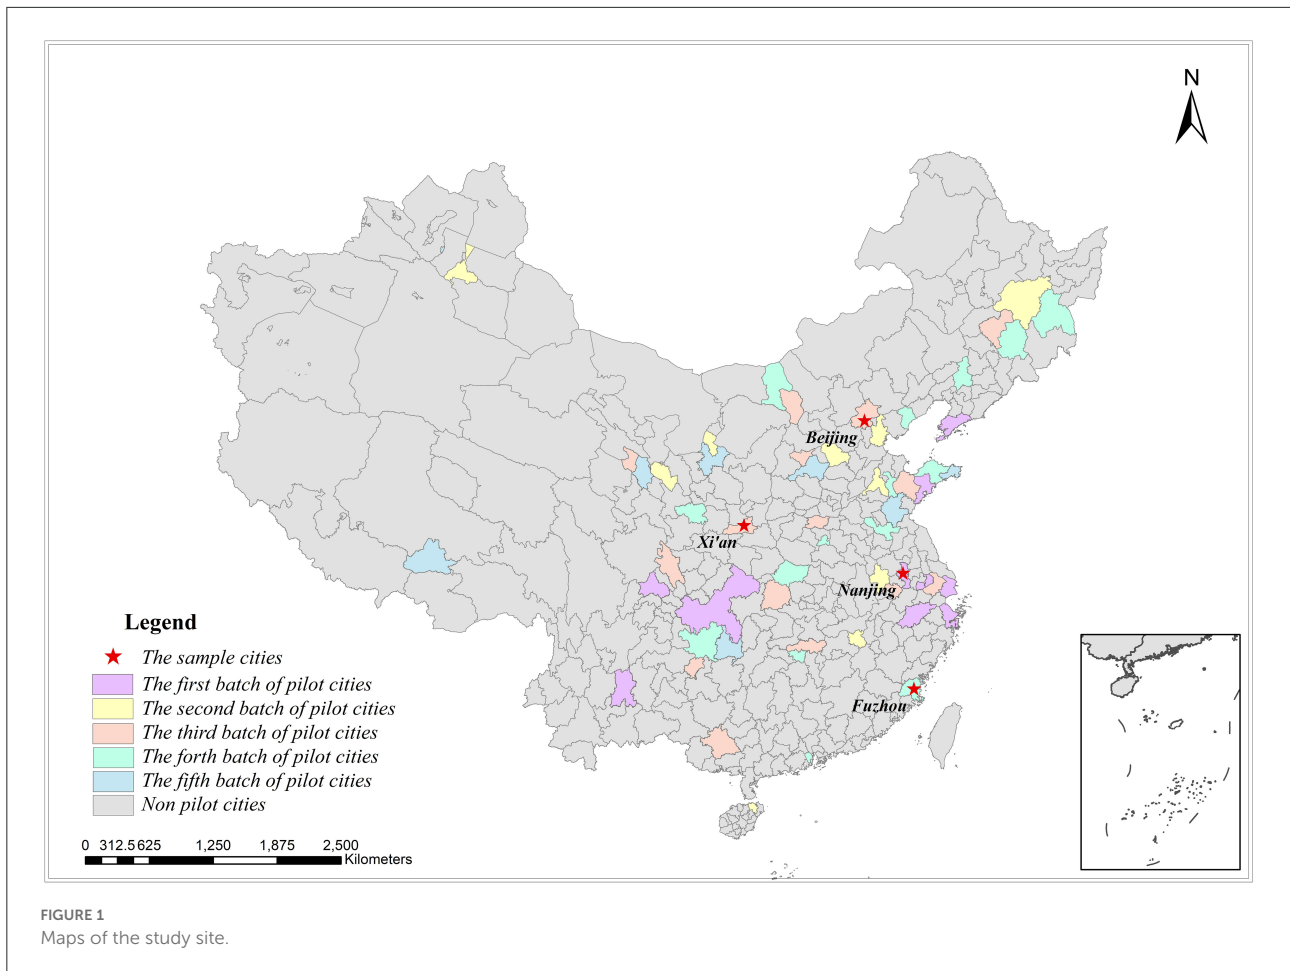 N
Beijing
Xi'an
Nanjing
Fuzhou
Legend
The sample cities
The first batch of pilot cities
The second batch of pilot cities
The third batch of pilot cities
The forth batch of pilot cities
The fifth batch of pilot cities
Non pilot cities
0 312.5 625 1,250 1,875 2,500
Kilometers
FIGURE 1
Maps of the study site.